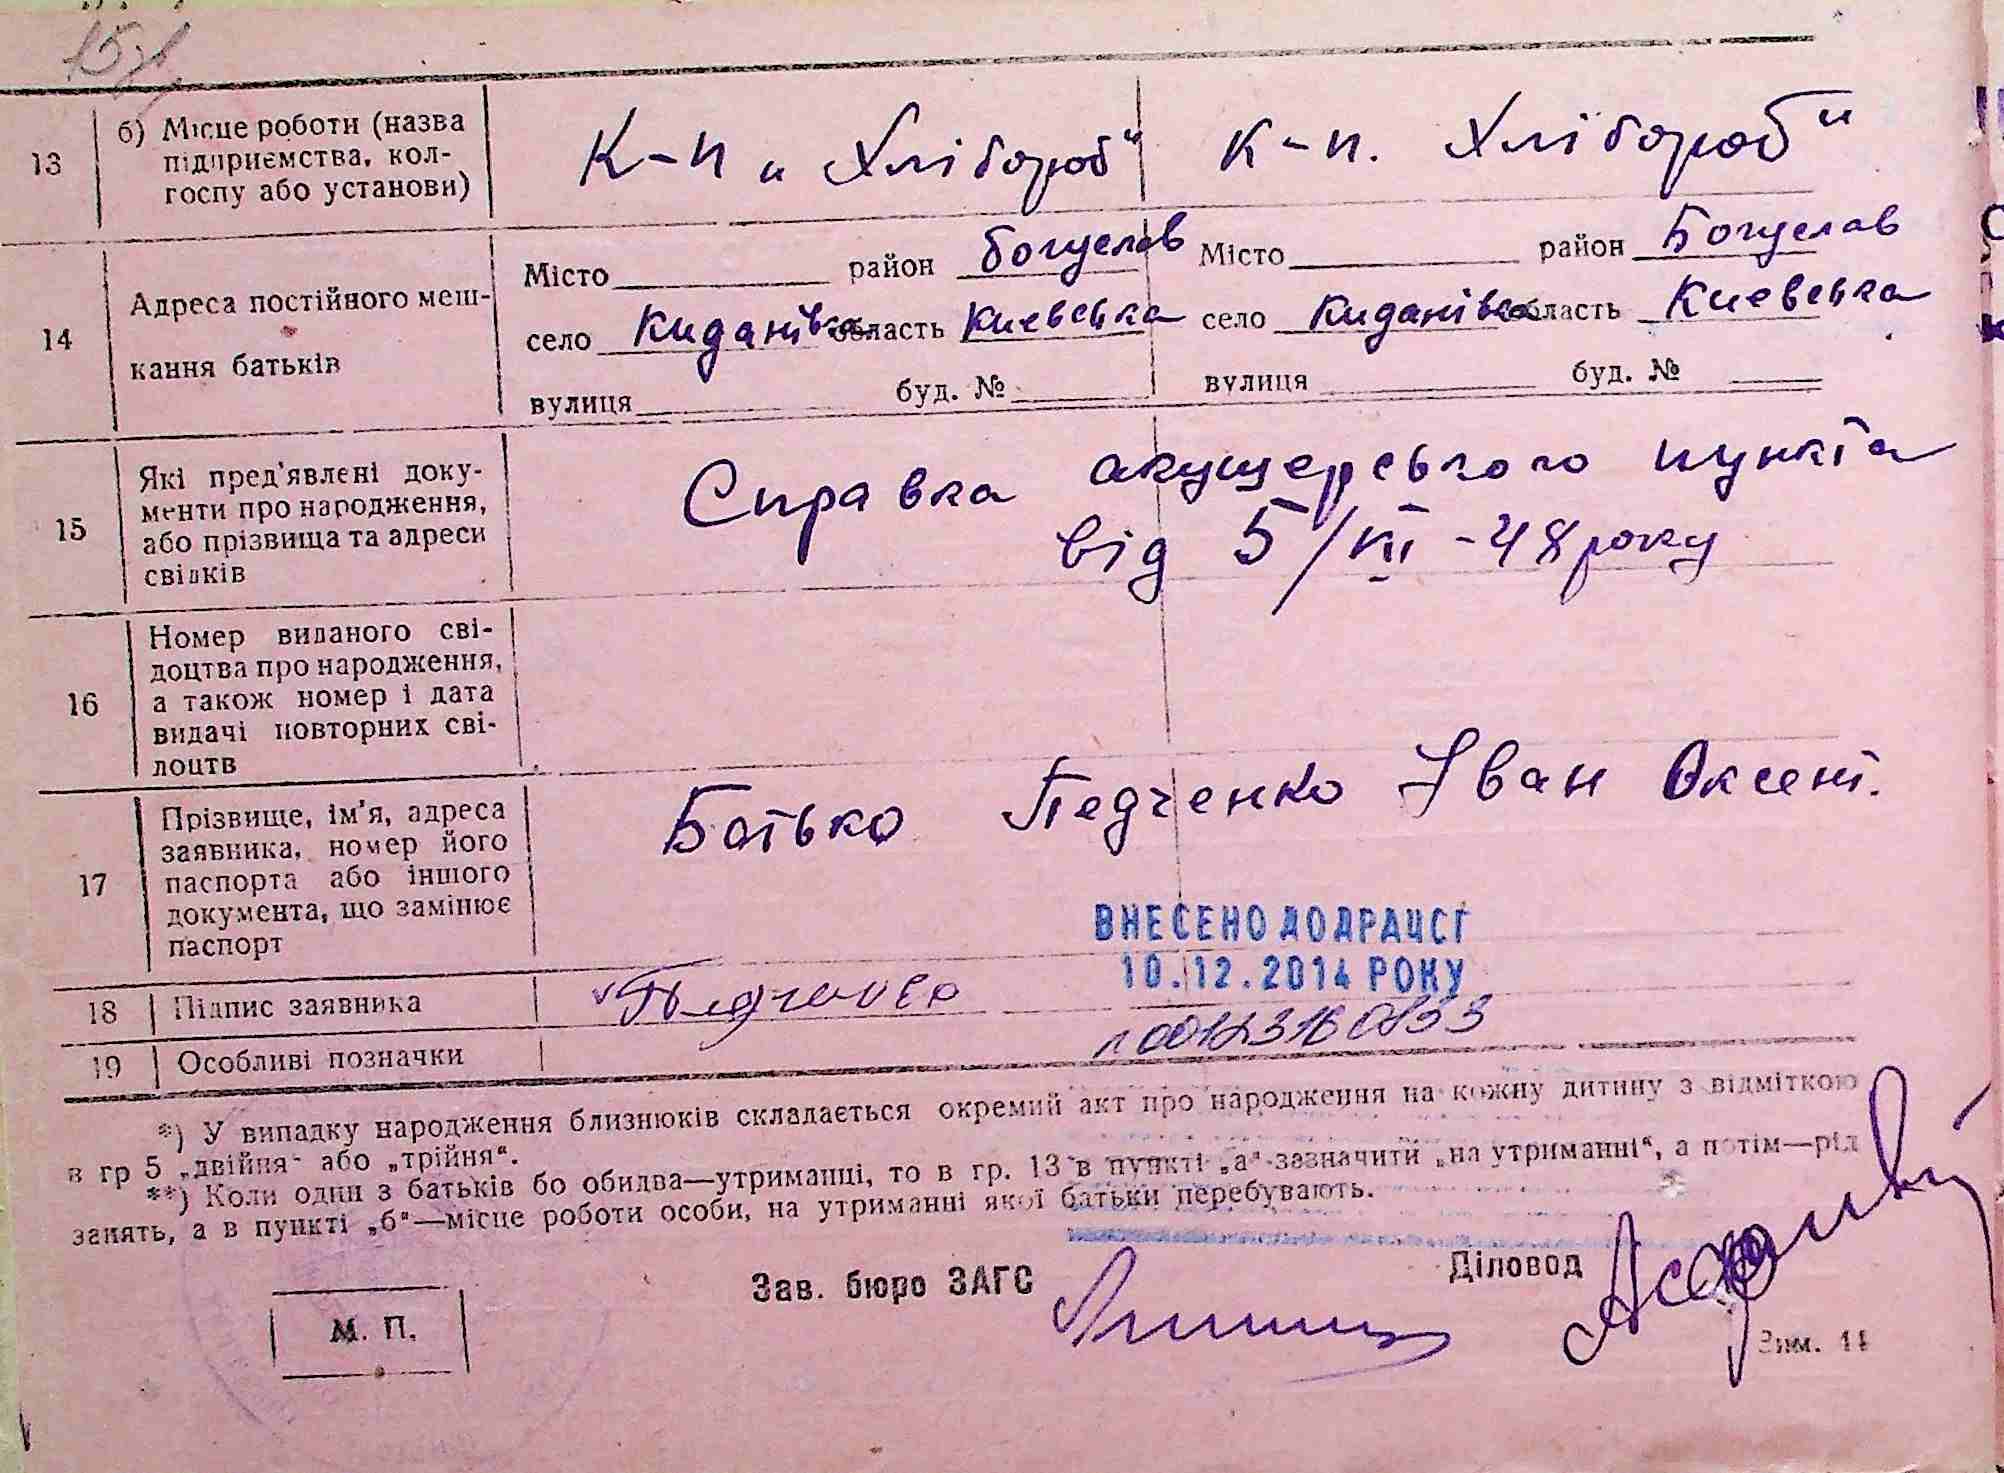 13
б) Місце роботи (назва
підприємства, кол-
госпу або установи)
К-п „Хлібороб“
К-п. Хлібороб“
14
Адреса постійного меш-
кання батьків
Місто район Богуслав
село Киданівка область Киевська
вулиця буд. №
Місто район Богуслав
село Киданівка область Киевська
вулиця буд. №
15
Які пред'явлені доку-
менти про народження,
або прізвища та адреси
свідків
Справка акушерського пункта
від 5/III-48 року
16
Номер виданого сві-
доцтва про народження,
а також номер і дата
видачі повторних сві-
доцтв
17
Прізвище, ім'я, адреса
заявника, номер його
паспорта або іншого
документа, що замінює
паспорт
Батько Педченко Іван Оксент.
ВНЕСЕНО ДО ДРАЦСГ
10.12.2014 РОКУ
18
Підпис заявника
Педченко
19
Особливі позначки
*) У випадку народження близнюків складається окремий акт про народження на кожну дитину з відміткою
в гр 5 „двійня“ або „трійня“.
**) Коли один з батьків бо обидва—утриманці, то в гр. 13 в пункті „а“ зазначити „на утриманні“, а потім—рід
занять, а в пункті „б“—місце роботи особи, на утриманні якої батьки перебувають.
Зав. бюро ЗАГС
Діловод
М. П.